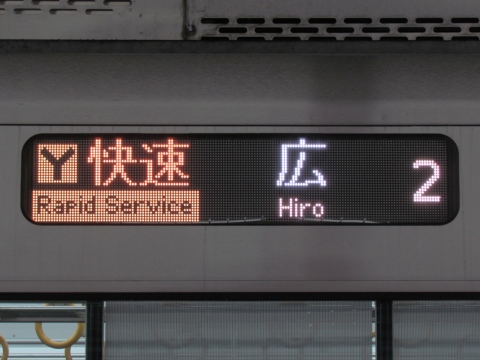 Y 快速 広 2
Rapid Service Hiro